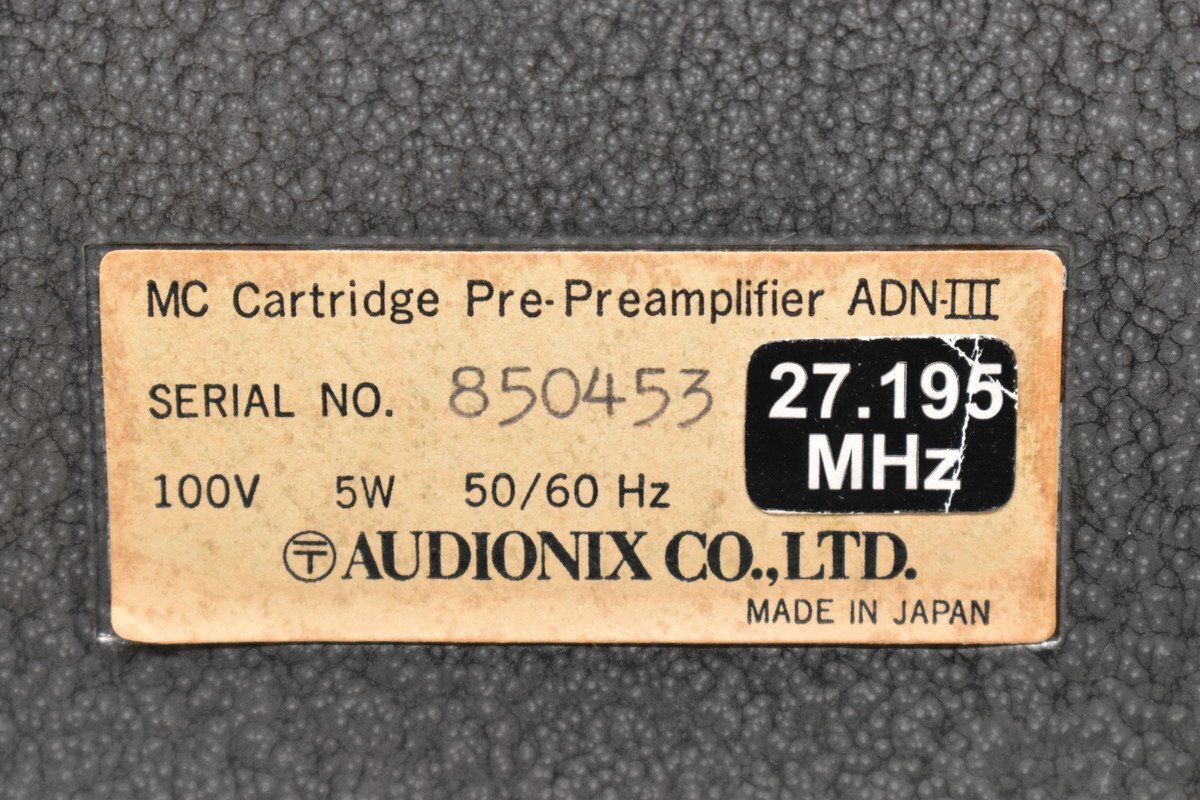 MC Cartridge Pre-Preamplifier ADN-III
SERIAL NO. 850453
27.195
MHz
100V 5W 50/60 Hz
〶AUDIONIX CO.,LTD.
MADE IN JAPAN